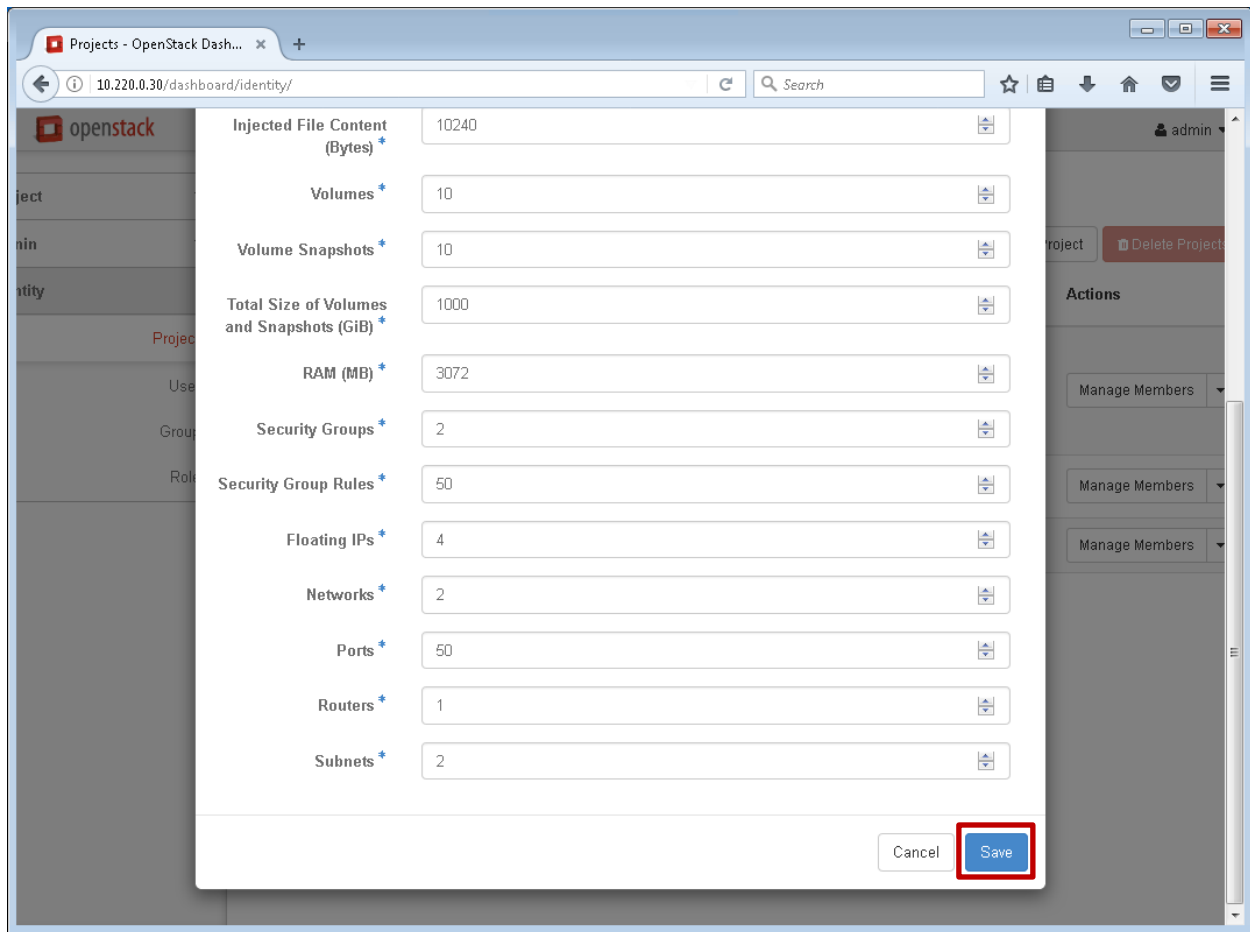 Projects - OpenStack Dash...
10.220.0.30/dashboard/identity/
Search
openstack
admin
ject
nin
ntity
Projec
Use
Group
Role
roject
Delete Projects
Actions
Manage Members
Manage Members
Manage Members
Injected File Content (Bytes) *
10240
Volumes *
10
Volume Snapshots *
10
Total Size of Volumes
and Snapshots (GiB) *
1000
RAM (MB) *
3072
Security Groups *
2
Security Group Rules *
50
Floating IPs *
4
Networks *
2
Ports *
50
Routers *
1
Subnets *
2
Cancel
Save